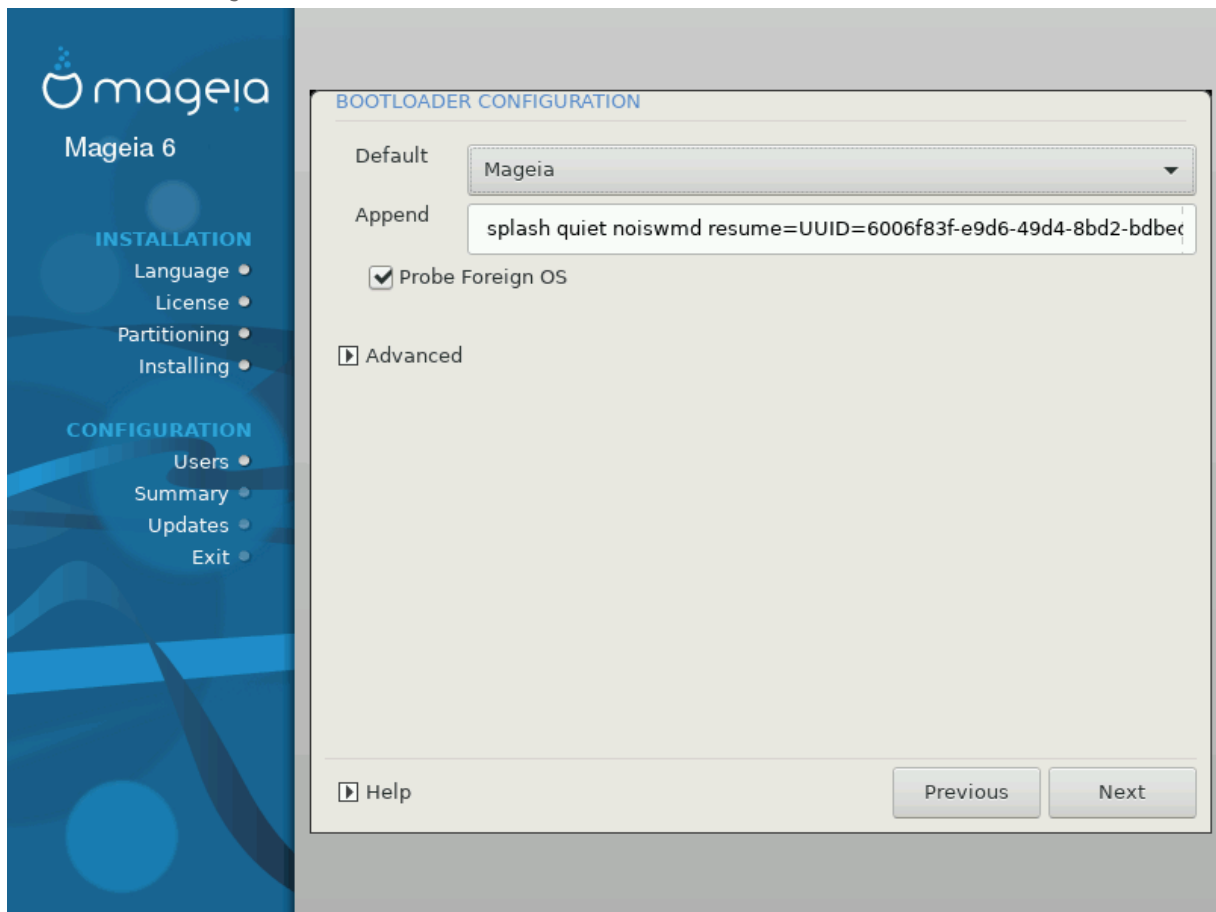 mageia
Mageia 6
INSTALLATION
Language
License
Partitioning
Installing
CONFIGURATION
Users
Summary
Updates
Exit
BOOTLOADER CONFIGURATION
Default
Mageia
Append
splash quiet noiswmd resume=UUID=6006f83f-e9d6-49d4-8bd2-bdbec
Probe Foreign OS
Advanced
Help
Previous
Next